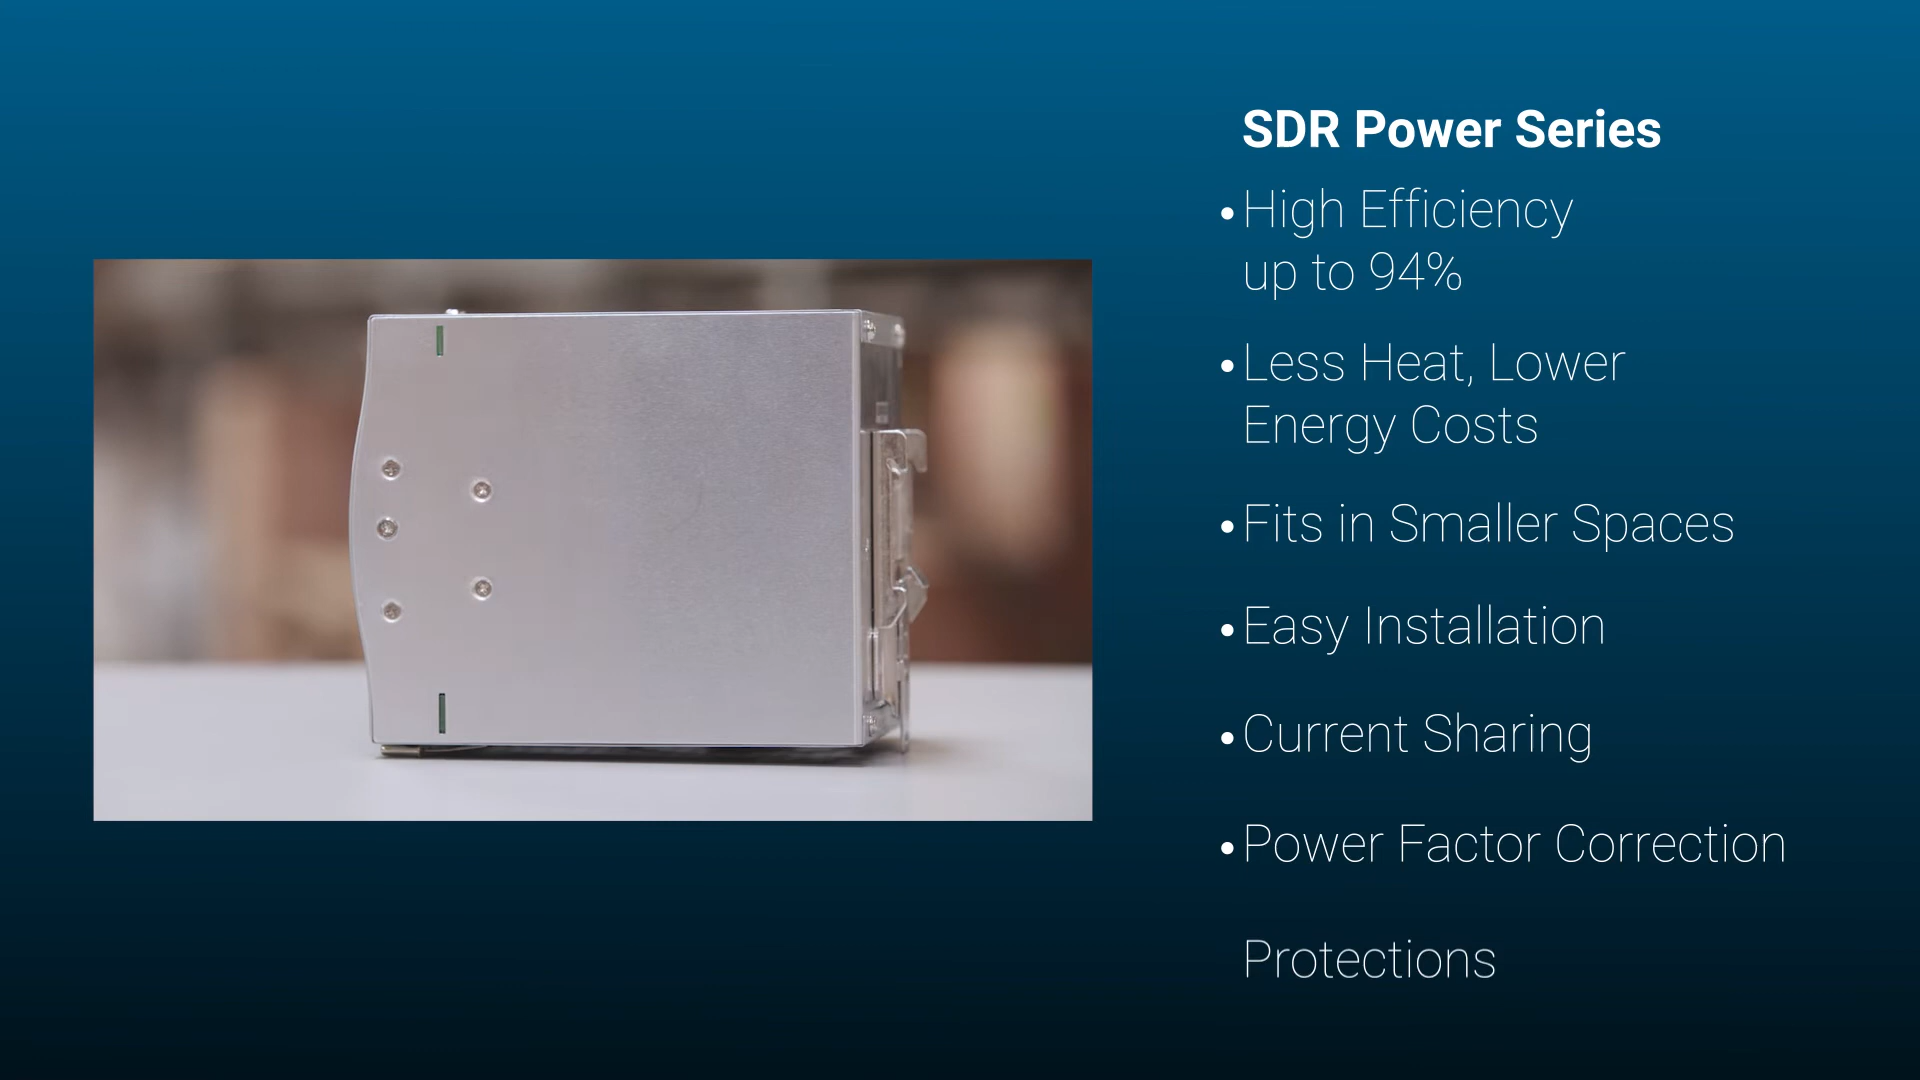 SDR Power Series
• High Efficiency
up to 94%
• Less Heat, Lower
Energy Costs
• Fits in Smaller Spaces
• Easy Installation
• Current Sharing
• Power Factor Correction
Protections